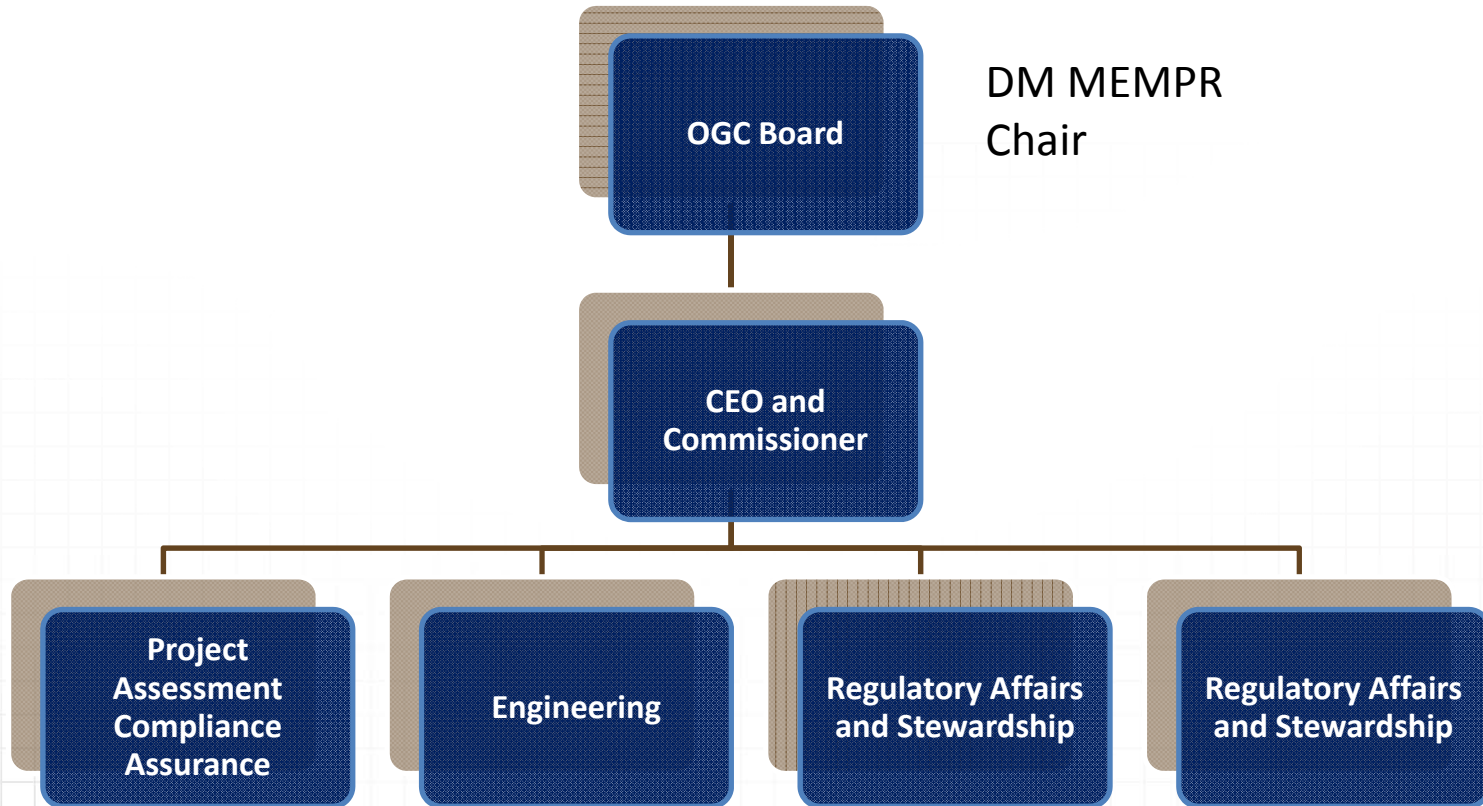 OGC Board
DM MEMPR
Chair
CEO and
Commissioner
Project
Assessment
Compliance
Assurance
Engineering
Regulatory Affairs
and Stewardship
Regulatory Affairs
and Stewardship